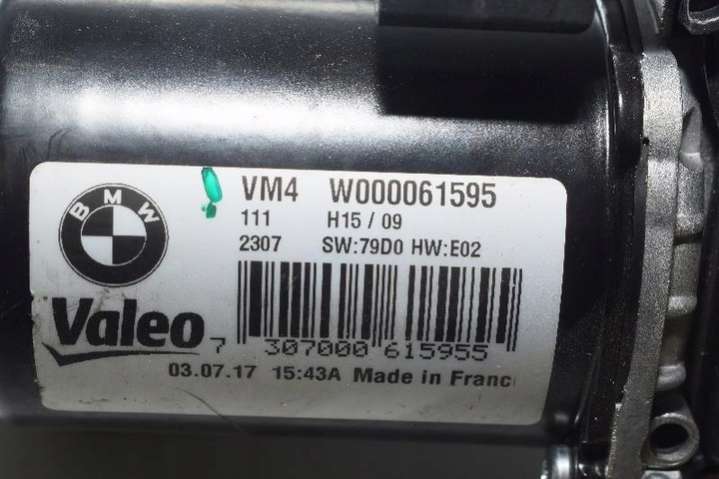 BMW
VM4 W000061595
111 H15 / 09
2307 SW:79D0 HW:E02
Valeo
7 307000 615955
03.07.17 15:43A Made in Franc